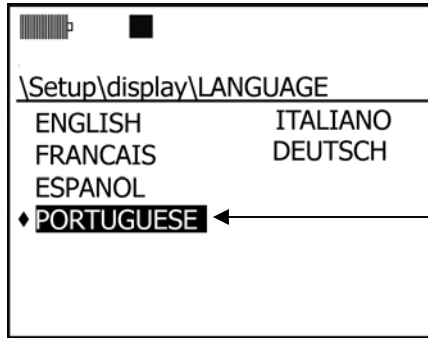 \Setup\display\LANGUAGE
ENGLISH ITALIANO
FRANCAIS DEUTSCH
ESPANOL
♦ PORTUGUESE